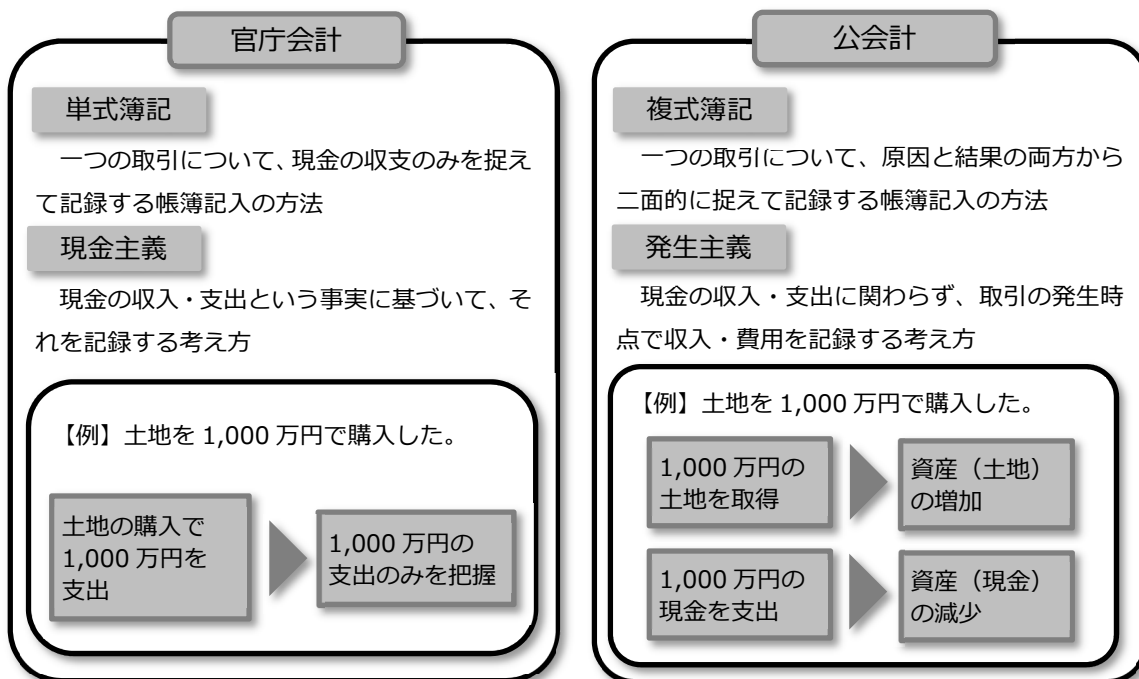 官庁会計
単式簿記
一つの取引について、現金の収支のみを捉え
て記録する帳簿記入の方法
現金主義
現金の収入・支出という事実に基づいて、そ
れを記録する考え方
【例】土地を 1,000 万円で購入した。
土地の購入で
1,000 万円を
支出
1,000 万円の
支出のみを把握
公会計
複式簿記
一つの取引について、原因と結果の両方から
二面的に捉えて記録する帳簿記入の方法
発生主義
現金の収入・支出に関わらず、取引の発生時
点で収入・費用を記録する考え方
【例】土地を 1,000 万円で購入した。
1,000 万円の
土地を取得
資産（土地）
の増加
1,000 万円の
現金を支出
資産（現金）
の減少